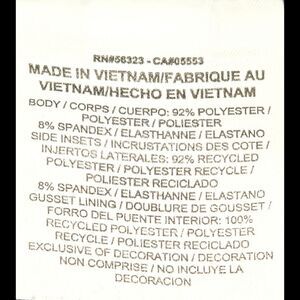 RN#56323 - CA#05553
MADE IN VIETNAM/FABRIQUE AU
VIETNAM/HECHO EN VIETNAM
BODY / CORPS / CUERPO: 92% POLYESTER /
POLYESTER / POLIESTER
8% SPANDEX / ELASTHANNE / ELASTANO
SIDE INSETS / INCRUSTATIONS DES COTE /
INJERTOS LATERALES: 92% RECYCLED
POLYESTER / POLYESTER RECYCLE /
POLIESTER RECICLADO
8% SPANDEX / ELASTHANNE / ELASTANO
GUSSET LINING / DOUBLURE DE GOUSSET /
FORRO DEL PUENTE INTERIOR: 100%
RECYCLED POLYESTER / POLYESTER
RECYCLE / POLIESTER RECICLADO
EXCLUSIVE OF DECORATION / DECORATION
NON COMPRISE / NO INCLUYE LA
DECORACION